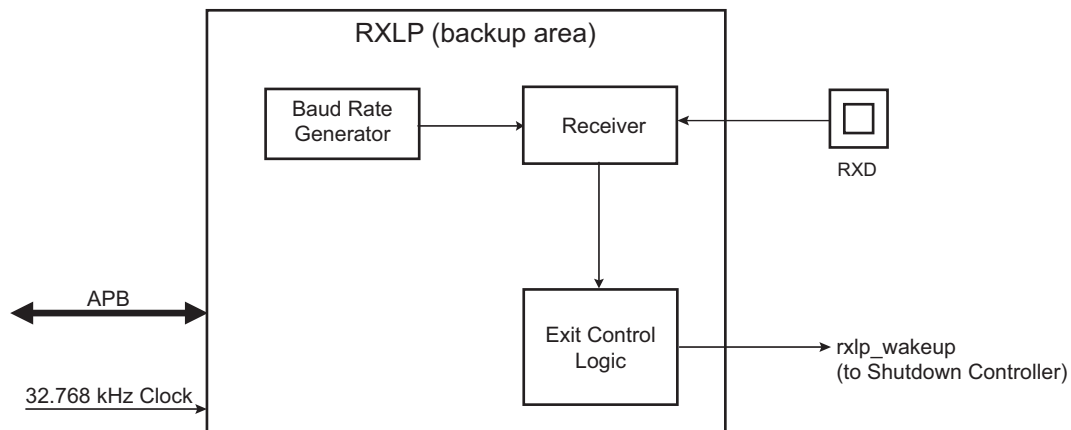 RXLP (backup area)
Baud Rate
Generator
Receiver
RXD
APB
Exit Control
Logic
rxlp_wakeup
(to Shutdown Controller)
32.768 kHz Clock